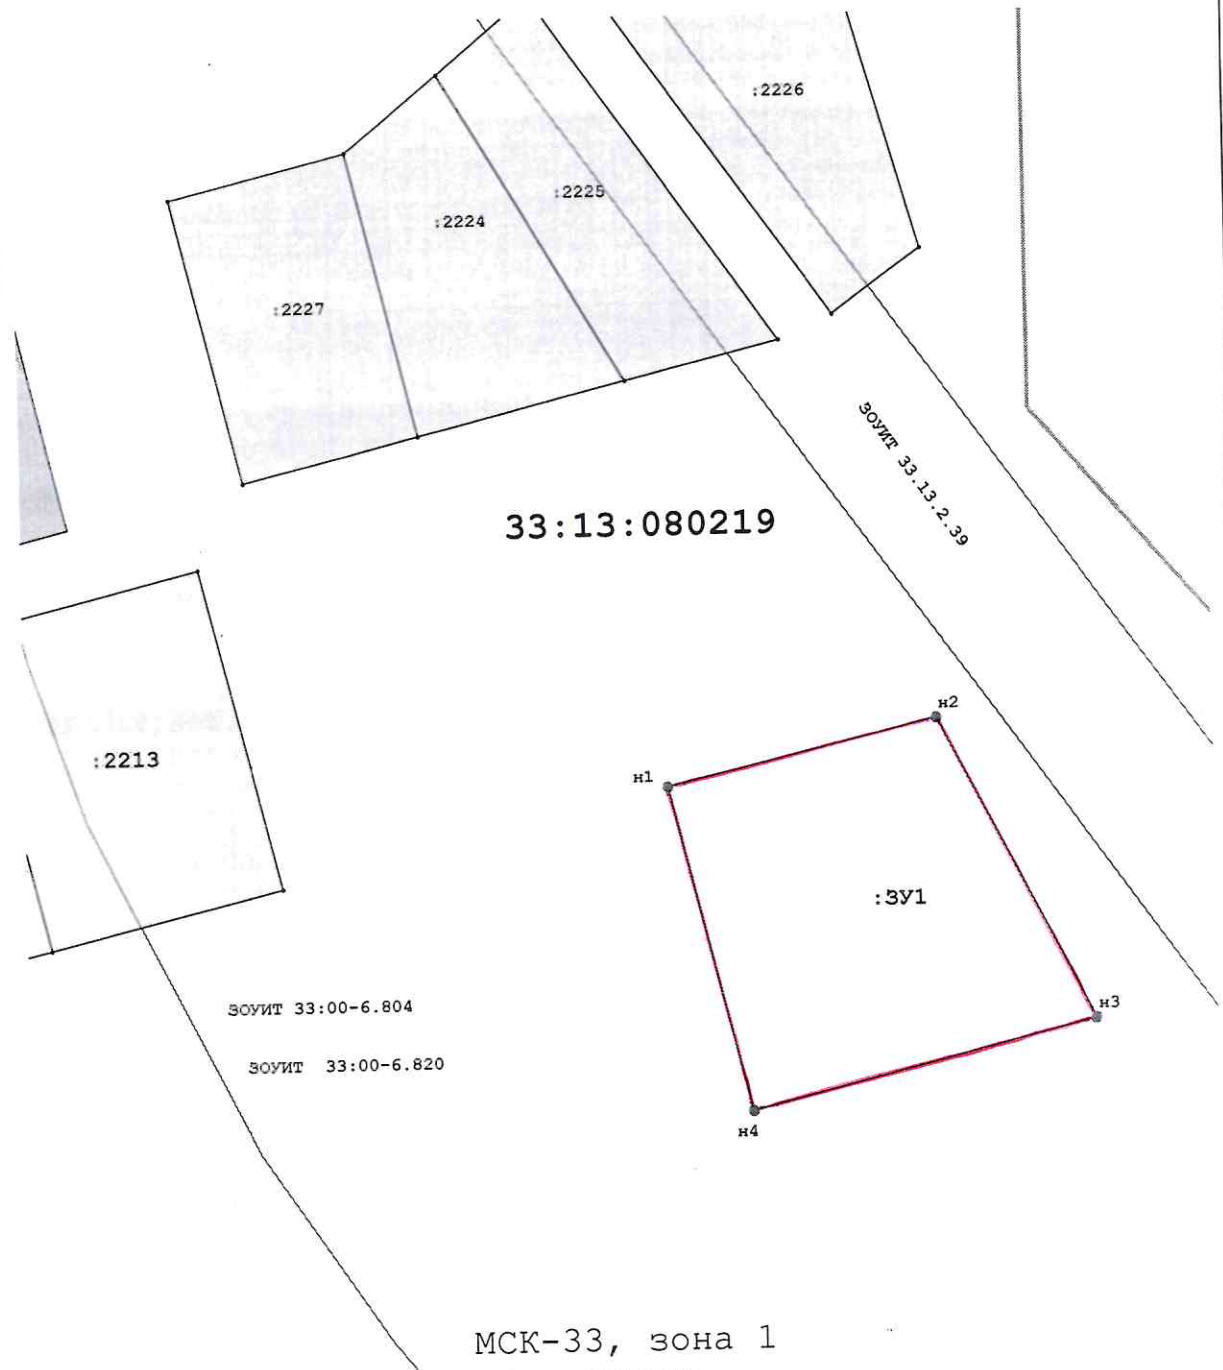 :2226
:2225
:2224
:2227
ЗОУИТ 33.13.2.39
33:13:080219
н2
:2213
н1
:ЗУ1
н3
ЗОУИТ 33:00-6.804
ЗОУИТ 33:00-6.820
н4
МСК-33, зона 1